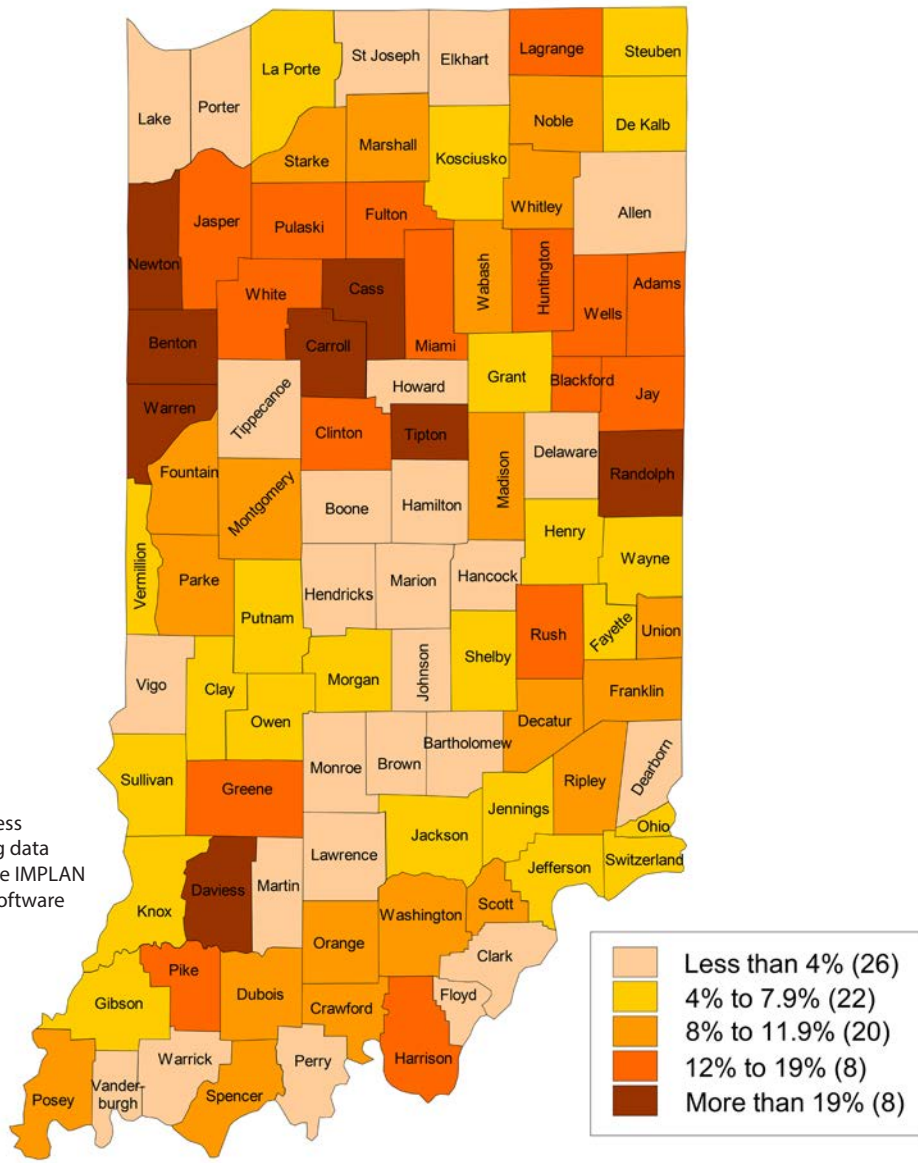 St Joseph
Elkhart
Lagrange
Steuben
La Porte
Lake
Porter
Noble
De Kalb
Starke
Marshall
Kosciusko
Whitley
Allen
Jasper
Pulaski
Fulton
Newton
White
Cass
Wabash
Huntington
Wells
Adams
Benton
Carroll
Miami
Grant
Blackford
Jay
Warren
Tippecanoe
Howard
Clinton
Tipton
Delaware
Randolph
Fountain
Montgomery
Madison
Boone
Hamilton
Henry
Wayne
Vermillion
Parke
Hendricks
Marion
Hancock
Putnam
Rush
Fayette
Union
Vigo
Clay
Morgan
Johnson
Shelby
Franklin
Owen
Decatur
Monroe
Brown
Bartholomew
Dearborn
Sullivan
Greene
Ripley
Jennings
Ohio
ess
g data
e IMPLAN
oftware
Jackson
Lawrence
Jefferson
Switzerland
Knox
Daviess
Martin
Washington
Scott
Orange
Clark
Pike
Gibson
Dubois
Crawford
Floyd
Harrison
Warrick
Perry
Posey
Vander-
burgh
Spencer
Less than 4% (26)
4% to 7.9% (22)
8% to 11.9% (20)
12% to 19% (8)
More than 19% (8)